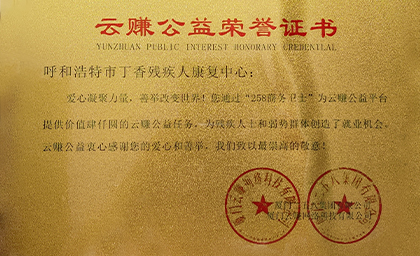 云赚公益荣誉证书
YUNZHUAN PUBLIC INTEREST HONORARY CREDENTLAL
呼和浩特市丁香残疾人康复中心：
爱心凝聚力量，善举改变世界！您通过“258商务卫士”为云赚公益平台
提供价值肆仟圆的云赚公益任务，为残疾人士和弱势群体创造了就业机会。
云赚公益衷心感谢您的爱心和善举，我们致以最崇高的敬意！